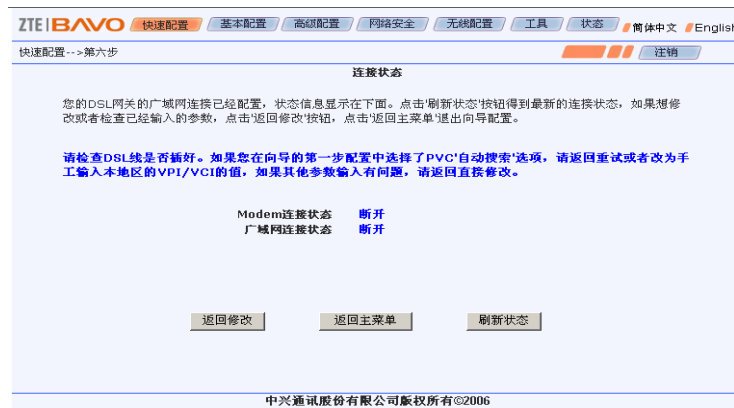 ZTE BAVO 快速配置 基本配置 高级配置 网络安全 无线配置 工具 状态 简体中文 English
快速配置-->第六步 注销
连接状态
您的DSL网关的广域网连接已经配置，状态信息显示在下面。点击'刷新状态'按钮得到最新的连接状态，如果想修
改或者检查已经输入的参数，点击'返回修改'按钮，点击'返回主菜单'退出向导配置。
请检查DSL线是否插好。如果您在向导的第一步配置中选择了PVC'自动搜索'选项，请返回重试或者改为手
工输入本地区的VPI/VCI的值，如果其他参数输入有问题，请返回直接修改。
Modem连接状态 断开
广域网连接状态 断开
返回修改 返回主菜单 刷新状态
中兴通讯股份有限公司版权所有©2006